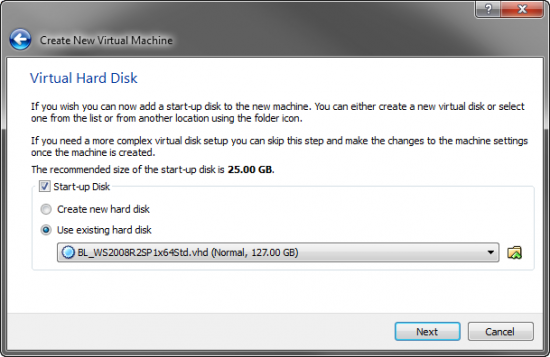 ?
Create New Virtual Machine
Virtual Hard Disk
If you wish you can now add a start-up disk to the new machine. You can either create a new virtual disk or select
one from the list or from another location using the folder icon.
If you need a more complex virtual disk setup you can skip this step and make the changes to the machine settings
once the machine is created.
The recommended size of the start-up disk is 25.00 GB.
Start-up Disk
Create new hard disk
Use existing hard disk
BL_WS2008R2SP1x64Std.vhd (Normal, 127.00 GB)
Next
Cancel